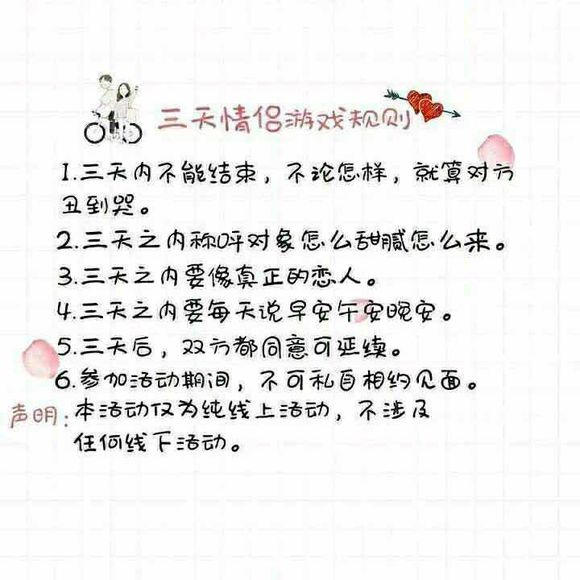 三天情侣游戏规则
1.三天内不能结束，不论怎样，就算对方
丑到哭。
2.三天之内称呼对象怎么甜腻怎么来。
3.三天之内要像真正的恋人。
4.三天之内要每天说早安午安晚安。
5.三天后，双方都同意可延续。
6.参加活动期间，不可私自相约见面。
声明：本活动仅为纯线上活动，不涉及
任何线下活动。